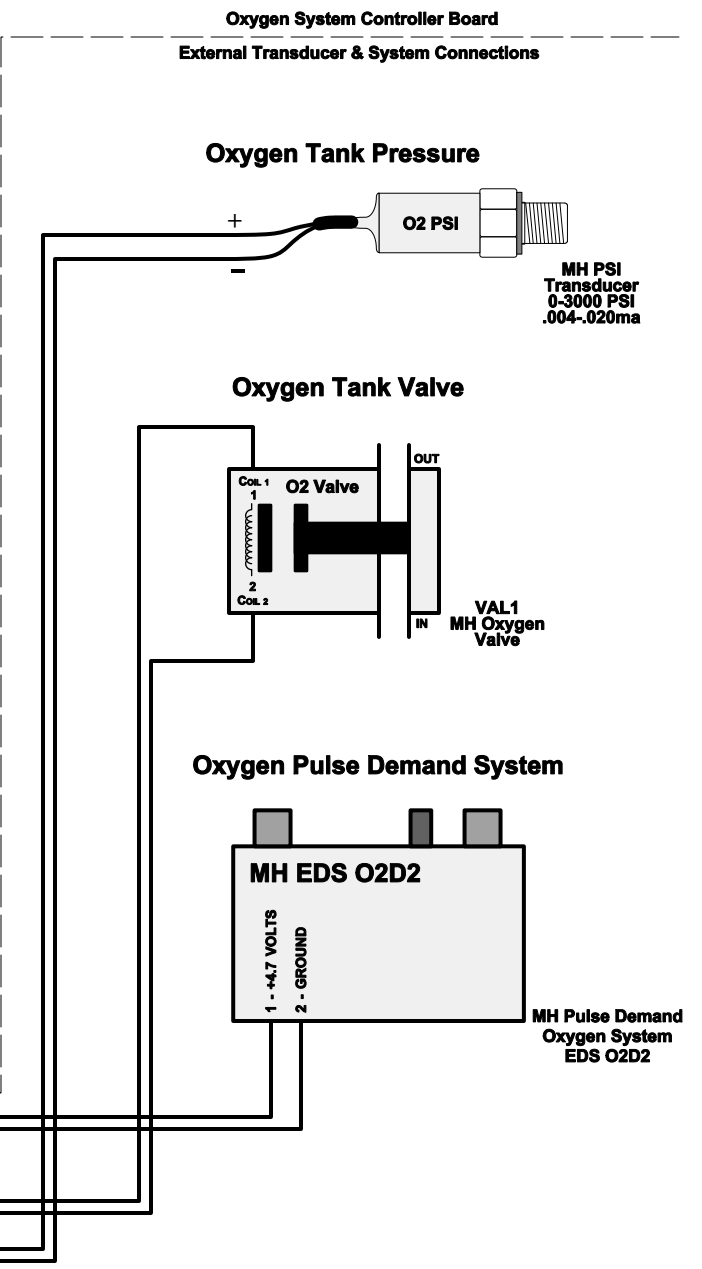 Oxygen System Controller Board
External Transducer & System Connections
Oxygen Tank Pressure
+
O2 PSI
–
MH PSI
Transducer
0-3000 PSI
.004-.020ma
Oxygen Tank Valve
OUT
COIL 1
O2 Valve
1
2
COIL 2
IN
VAL1
MH Oxygen
Valve
Oxygen Pulse Demand System
MH EDS O2D2
1 - +4.7 VOLTS
2 - GROUND
MH Pulse Demand
Oxygen System
EDS O2D2